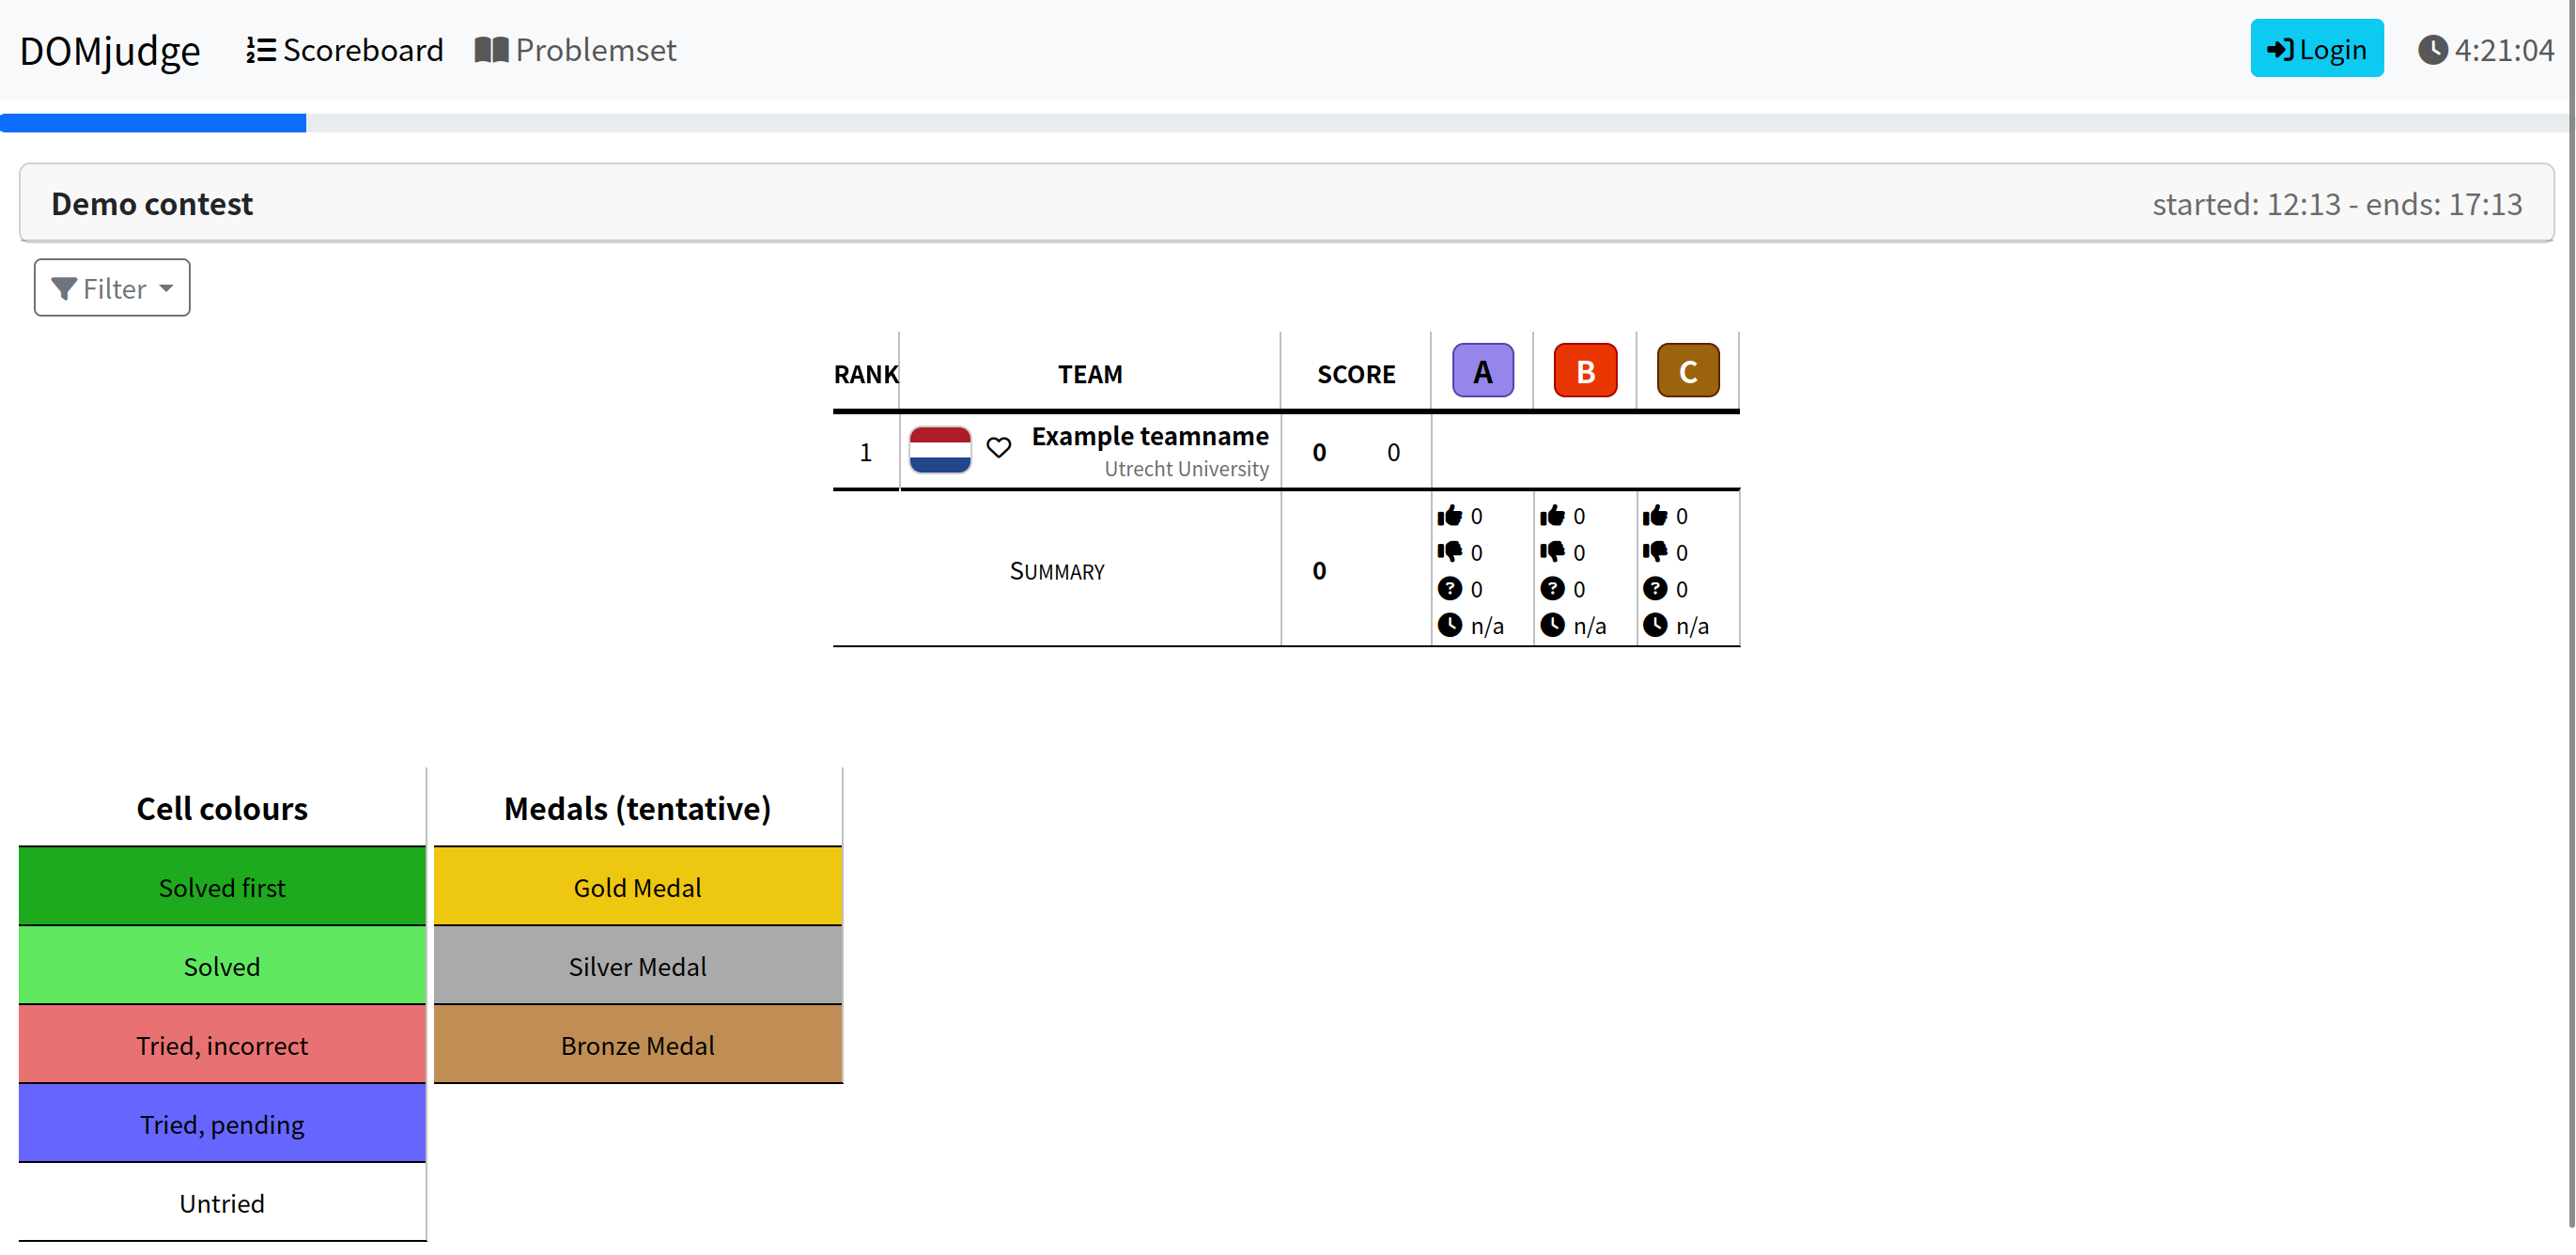 DOMjudge Scoreboard Problemset Login 4:21:04
Demo contest started: 12:13 - ends: 17:13
Filter
RANK TEAM SCORE A B C
1 Example teamname 0 0
Utrecht University
SUMMARY 0
0 0 0
0 0 0
0 0 0
n/a n/a n/a
Cell colours Medals (tentative)
Solved first Gold Medal
Solved Silver Medal
Tried, incorrect Bronze Medal
Tried, pending
Untried